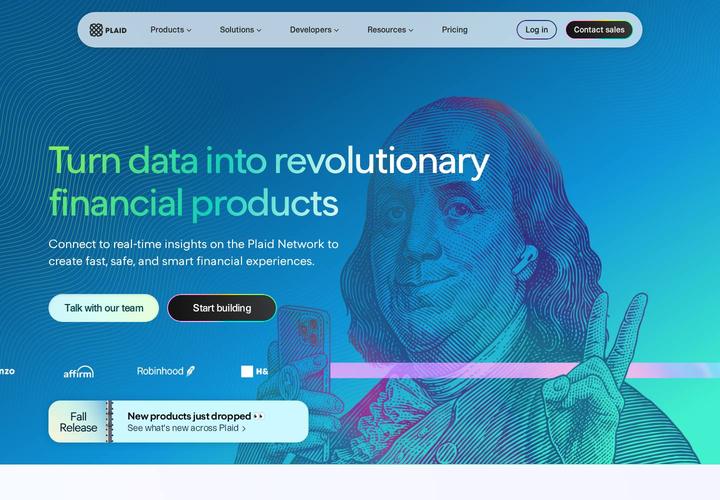 PLAID
Products
Solutions
Developers
Resources
Pricing
Log in
Contact sales
Turn data into revolutionary
financial products
Connect to real-time insights on the Plaid Network to
create fast, safe, and smart financial experiences.
Talk with our team
Start building
nzo
affirm
Robinhood
H&
Fall
Release
New products just dropped 👀
See what's new across Plaid